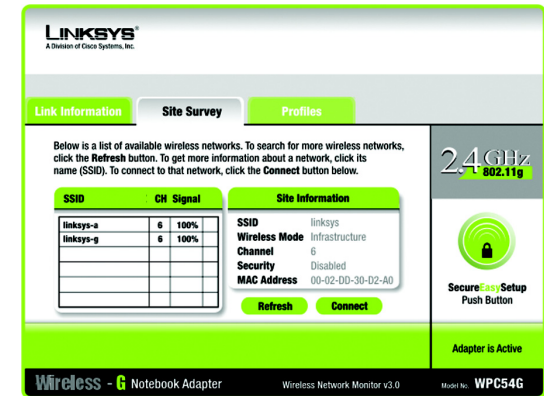 LINKSYS®
A Division of Cisco Systems, Inc.
Link Information
Site Survey
Profiles
Below is a list of available wireless networks. To search for more wireless networks,
click the Refresh button. To get more information about a network, click its
name (SSID). To connect to that network, click the Connect button below.
SSID CH Signal
linksys-a 6 100%
linksys-g 6 100%
Site Information
SSID linksys
Wireless Mode Infrastructure
Channel 6
Security Disabled
MAC Address 00-02-DD-30-D2-A0
Refresh Connect
2.4GHz
802.11g
SecureEasySetup
Push Button
Adapter is Active
Wireless - G Notebook Adapter
Wireless Network Monitor v3.0
Model No. WPC54G